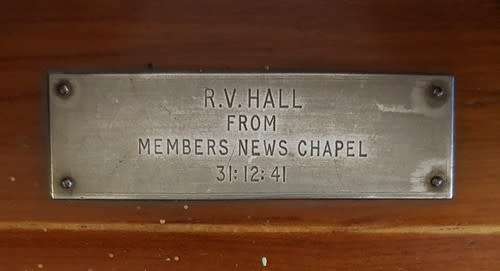 R.V. HALL
FROM
MEMBERS NEWS CHAPEL
31:12:41